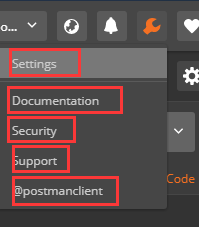 o...
Settings
Documentation
Security
Support
@postmanclient
Code